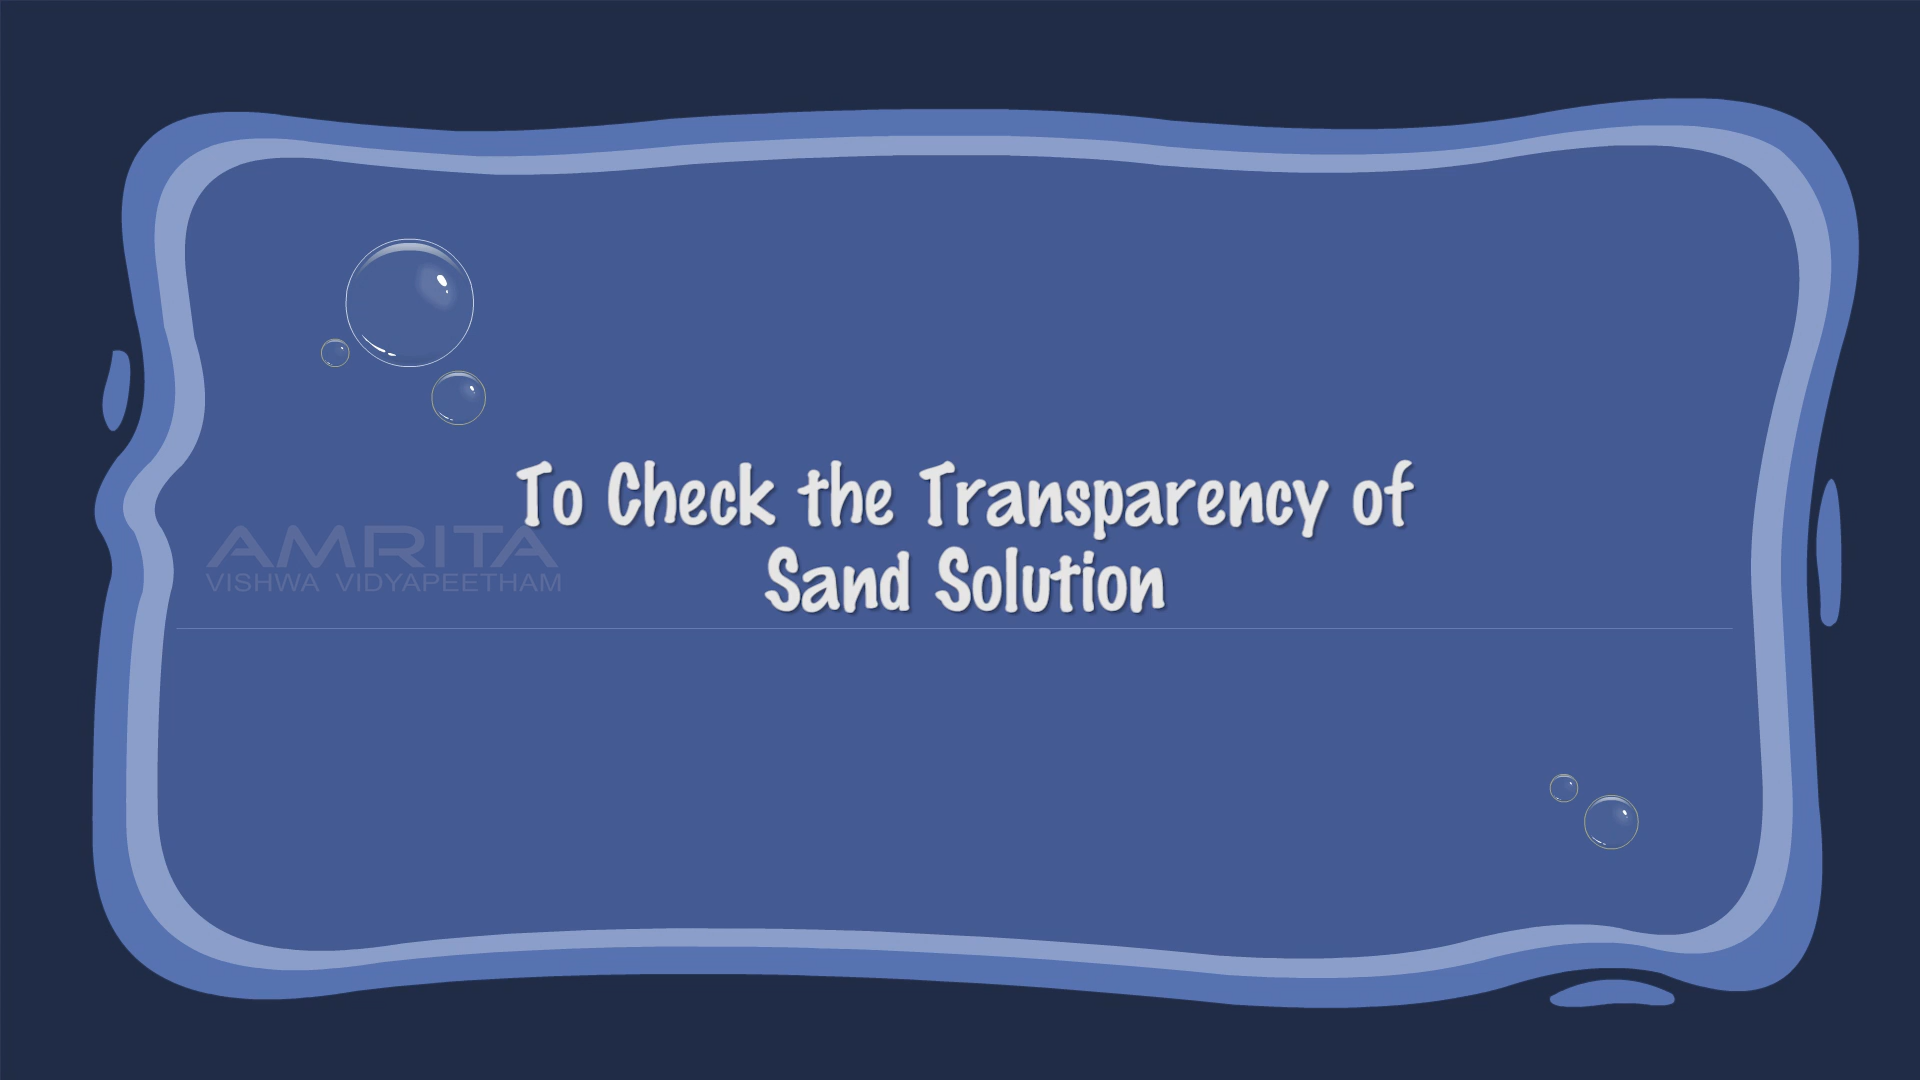 To Check the Transparency of
Sand Solution
AMRITA
VISHWA VIDYAPEETHAM